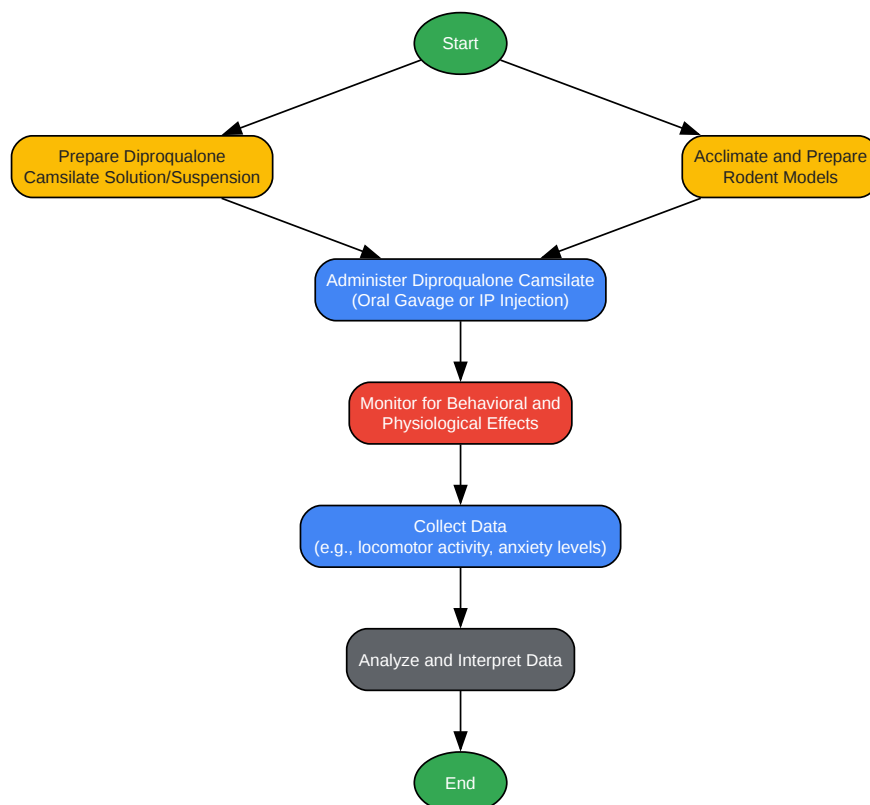 Start
Prepare Diproqualone
Camsilate Solution/Suspension
Acclimate and Prepare
Rodent Models
Administer Diproqualone Camsilate
(Oral Gavage or IP Injection)
Monitor for Behavioral and
Physiological Effects
Collect Data
(e.g., locomotor activity, anxiety levels)
Analyze and Interpret Data
End